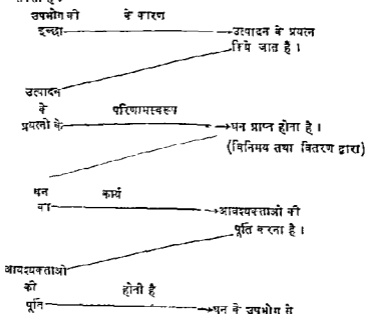 उपभोग की के कारण
इच्छा उत्पादन के प्रयत्न
किये जात है ।
उत्पादन
के परिणामस्वरूप
प्रयत्नो के धन प्राप्त होता है ।
(विनिमय तथा वितरण द्वारा)
धन कार्य
का आवश्यकताओ की
पूर्ति करना है ।
आवश्यकताओ
की होनी है
पूर्ति धन के उपभोग से